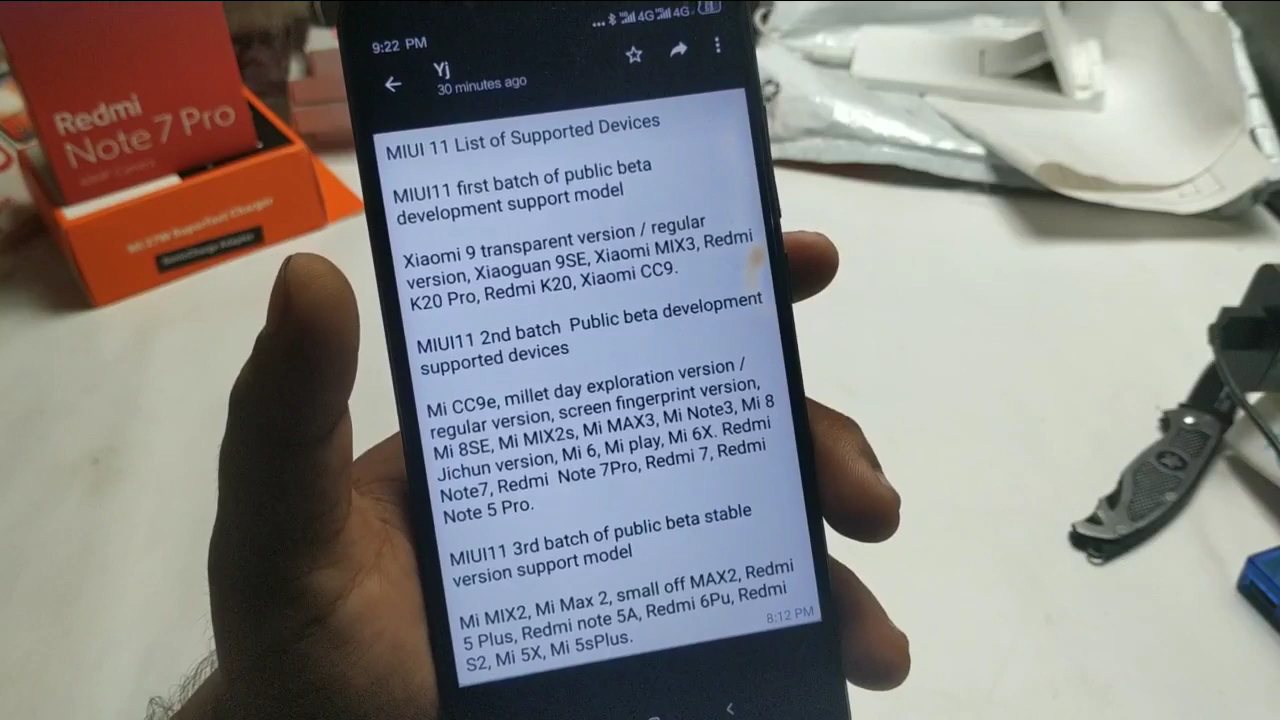 9:22 PM
4G
4G
Yj
30 minutes ago
MIUI 11 List of Supported Devices
MIUI11 first batch of public beta
development support model
Xiaomi 9 transparent version / regular
version, Xiaoguan 9SE, Xiaomi MIX3, Redmi
K20 Pro, Redmi K20, Xiaomi CC9.
MIUI11 2nd batch Public beta development
supported devices
Mi CC9e, millet day exploration version /
regular version, screen fingerprint version,
Mi 8SE, Mi MIX2s, Mi MAX3, Mi Note3, Mi 8
Jichun version, Mi 6, Mi play, Mi 6X. Redmi
Note7, Redmi Note 7Pro, Redmi 7, Redmi
Note 5 Pro.
MIUI11 3rd batch of public beta stable
version support model
Mi MIX2, Mi Max 2, small off MAX2, Redmi
5 Plus, Redmi note 5A, Redmi 6Pu, Redmi
S2, Mi 5X, Mi 5sPlus.
8:12 PM
Redmi
Note 7 Pro